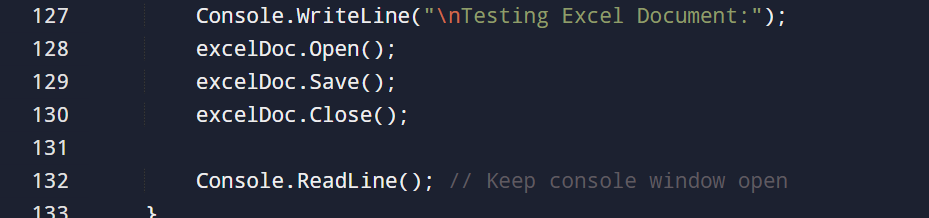 127 Console.WriteLine("\nTesting Excel Document:");
128 excelDoc.Open();
129 excelDoc.Save();
130 excelDoc.Close();
131
132 Console.ReadLine(); // Keep console window open
133 }